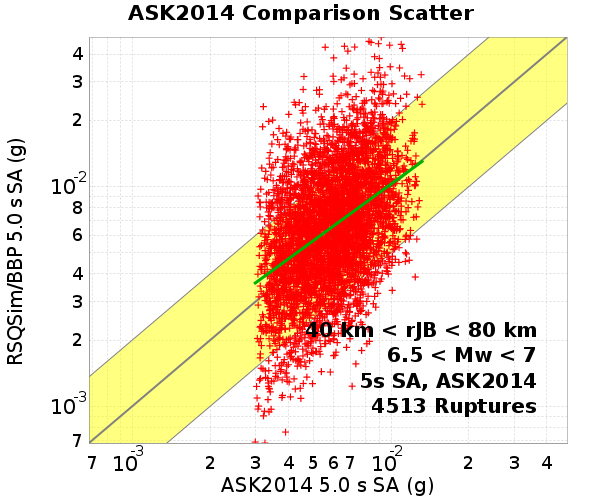 ASK2014 Comparison Scatter
RSQSim/BBP 5.0 s SA (g)
4
3
2
10-2
8
6
4
3
2
10-3
7
40 km < rJB < 80 km
6.5 < Mw < 7
5s SA, ASK2014
4513 Ruptures
7 10-3 2 3 4 5 6 7 10-2 2 3 4
ASK2014 5.0 s SA (g)